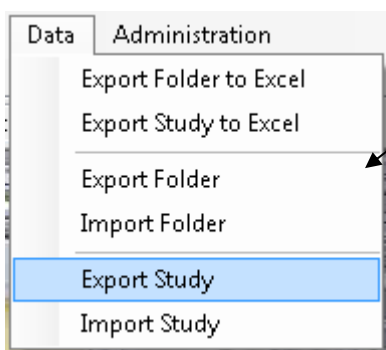 Data Administration
Export Folder to Excel
Export Study to Excel
Export Folder
Import Folder
Export Study
Import Study